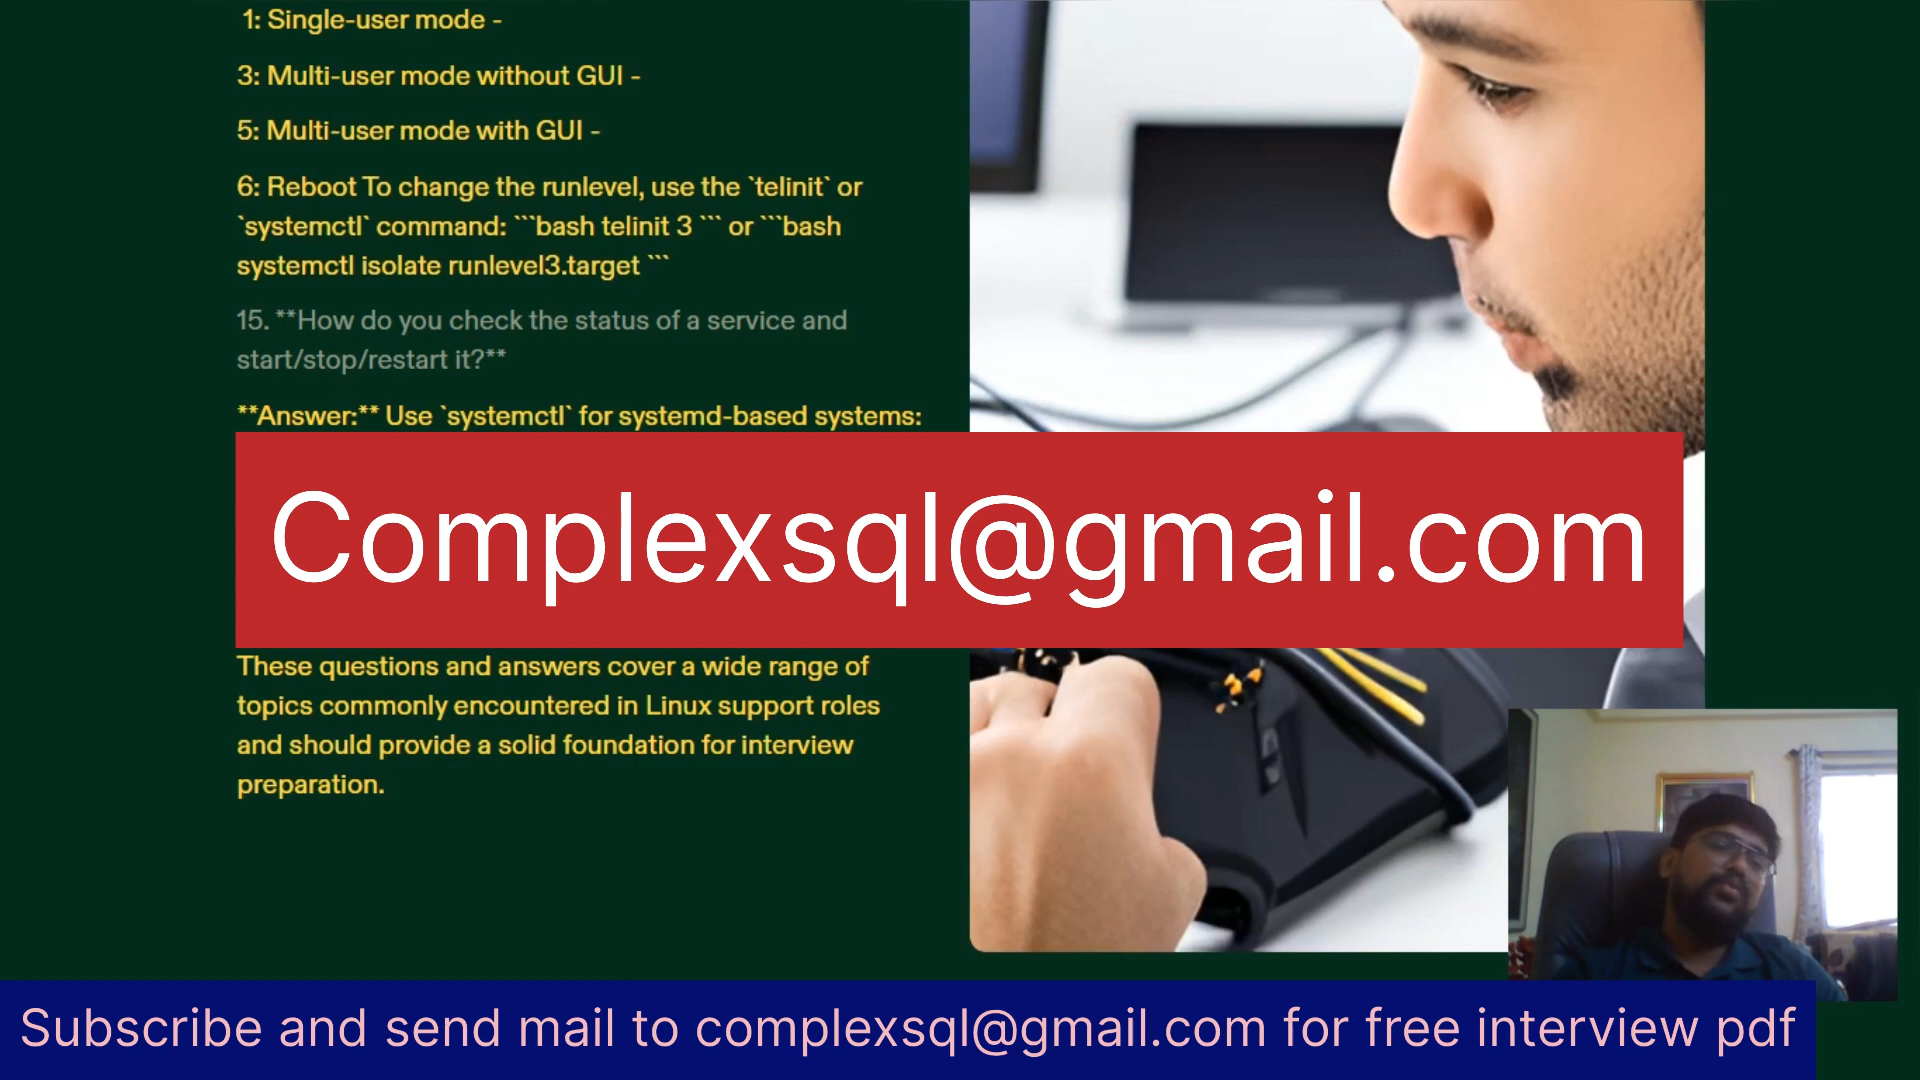 1: Single-user mode -
3: Multi-user mode without GUI -
5: Multi-user mode with GUI -
6: Reboot To change the runlevel, use the `telinit` or
`systemctl` command: ```bash telinit 3 ``` or ```bash
systemctl isolate runlevel3.target ```
15. **How do you check the status of a service and
start/stop/restart it?**
**Answer:** Use `systemctl` for systemd-based systems:
Complexsql@gmail.com
These questions and answers cover a wide range of
topics commonly encountered in Linux support roles
and should provide a solid foundation for interview
preparation.
Subscribe and send mail to complexsql@gmail.com for free interview pdf